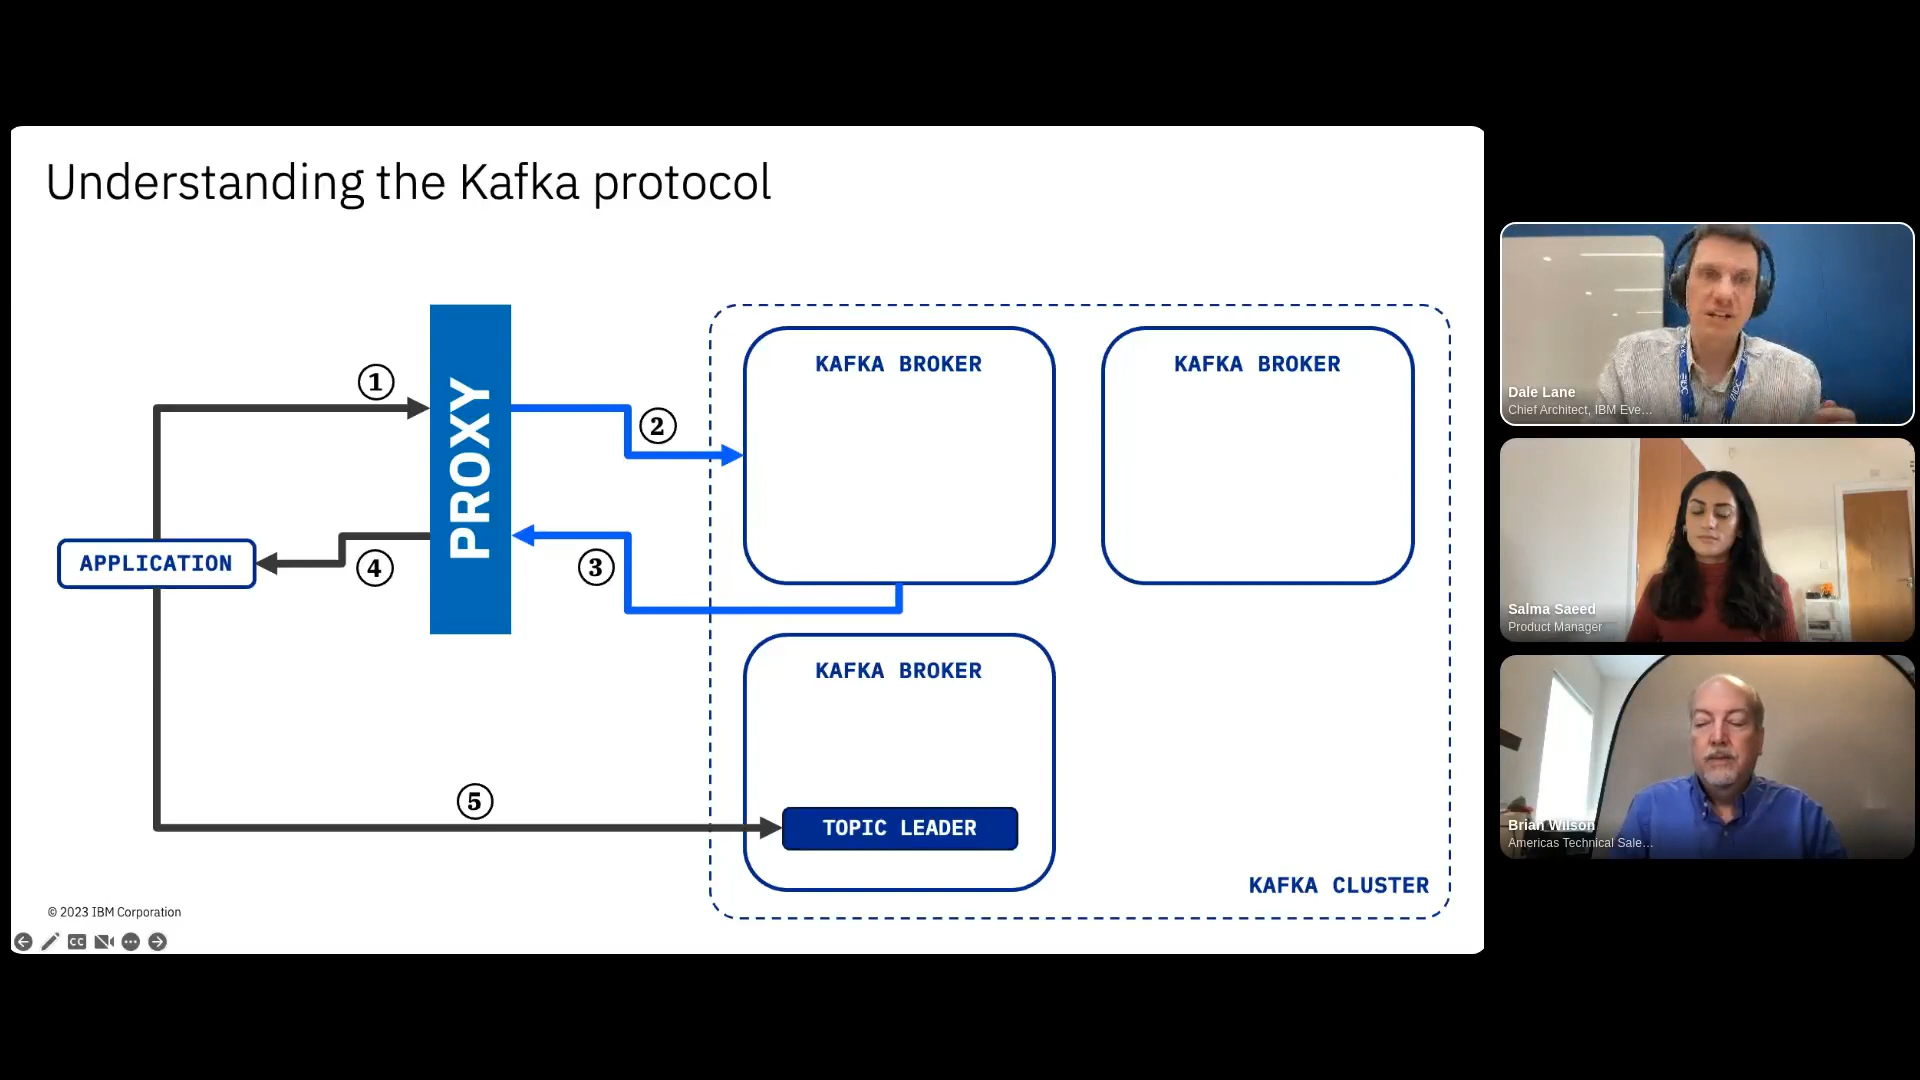 Understanding the Kafka protocol
PROXY
1
2
3
4
5
APPLICATION
KAFKA BROKER
KAFKA BROKER
KAFKA BROKER
TOPIC LEADER
KAFKA CLUSTER
© 2023 IBM Corporation
CC
Dale Lane
Chief Architect, IBM Eve...
Salma Saeed
Product Manager
Brian Wilson
Americas Technical Sale...